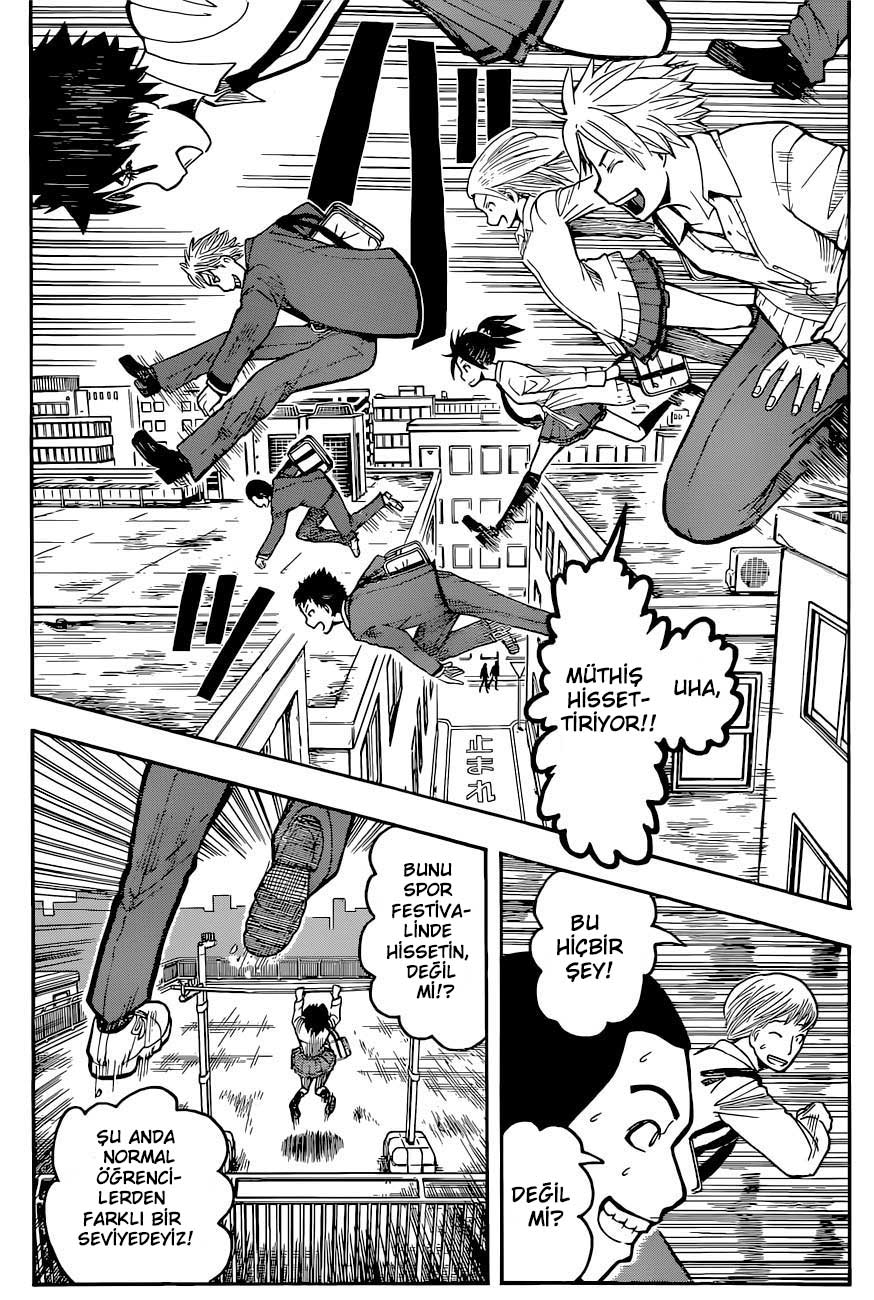 UHA,
MÜTHİŞ
HİSSET-
TİRİYOR!!
止まれ
BU
HİÇBİR
ŞEY!
DEĞİL
Mİ?
BUNU
SPOR
FESTİVA-
LİNDE
HİSSETİN,
DEĞİL
Mİ!?
ŞU ANDA
NORMAL
ÖĞRENCİ-
LERDEN
FARKLI BİR
SEVİYEDEYİZ!